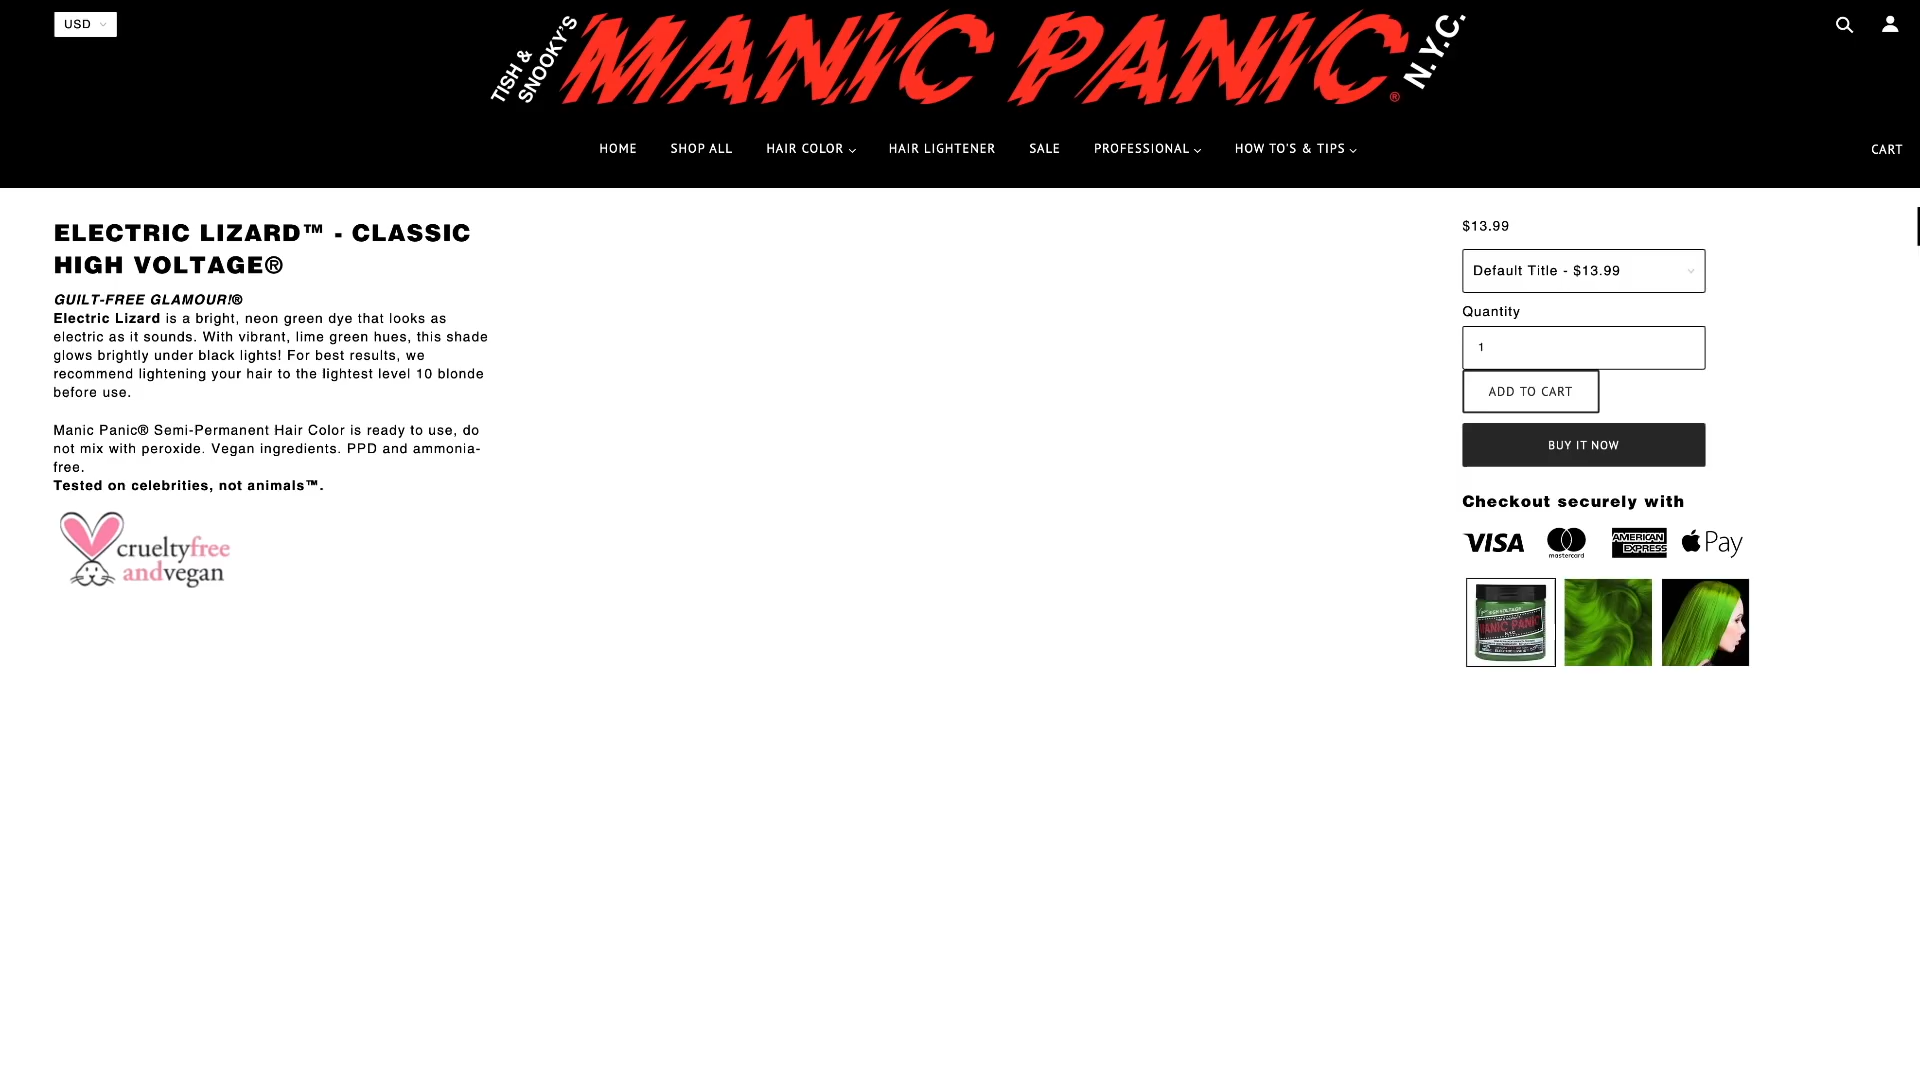 USD
TISH &
SNOOKY'S
MANIC PANIC®
N.Y.C.
HOME
SHOP ALL
HAIR COLOR
HAIR LIGHTENER
SALE
PROFESSIONAL
HOW TO'S & TIPS
CART
ELECTRIC LIZARD™ - CLASSIC
HIGH VOLTAGE®
GUILT-FREE GLAMOUR!®
Electric Lizard is a bright, neon green dye that looks as
electric as it sounds. With vibrant, lime green hues, this shade
glows brightly under black lights! For best results, we
recommend lightening your hair to the lightest level 10 blonde
before use.
Manic Panic® Semi-Permanent Hair Color is ready to use, do
not mix with peroxide. Vegan ingredients. PPD and ammonia-
free.
Tested on celebrities, not animals™.
crueltyfree
andvegan
$13.99
Default Title - $13.99
Quantity
1
ADD TO CART
BUY IT NOW
Checkout securely with
VISA
mastercard
AMERICAN
EXPRESS
Pay
HIGH VOLTAGE
MANIC PANIC